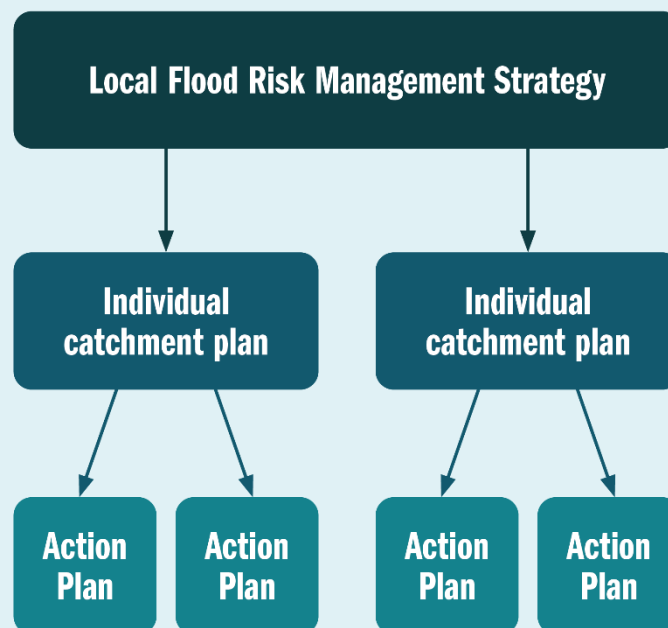 Local Flood Risk Management Strategy
Individual
catchment plan
Individual
catchment plan
Action
Plan
Action
Plan
Action
Plan
Action
Plan